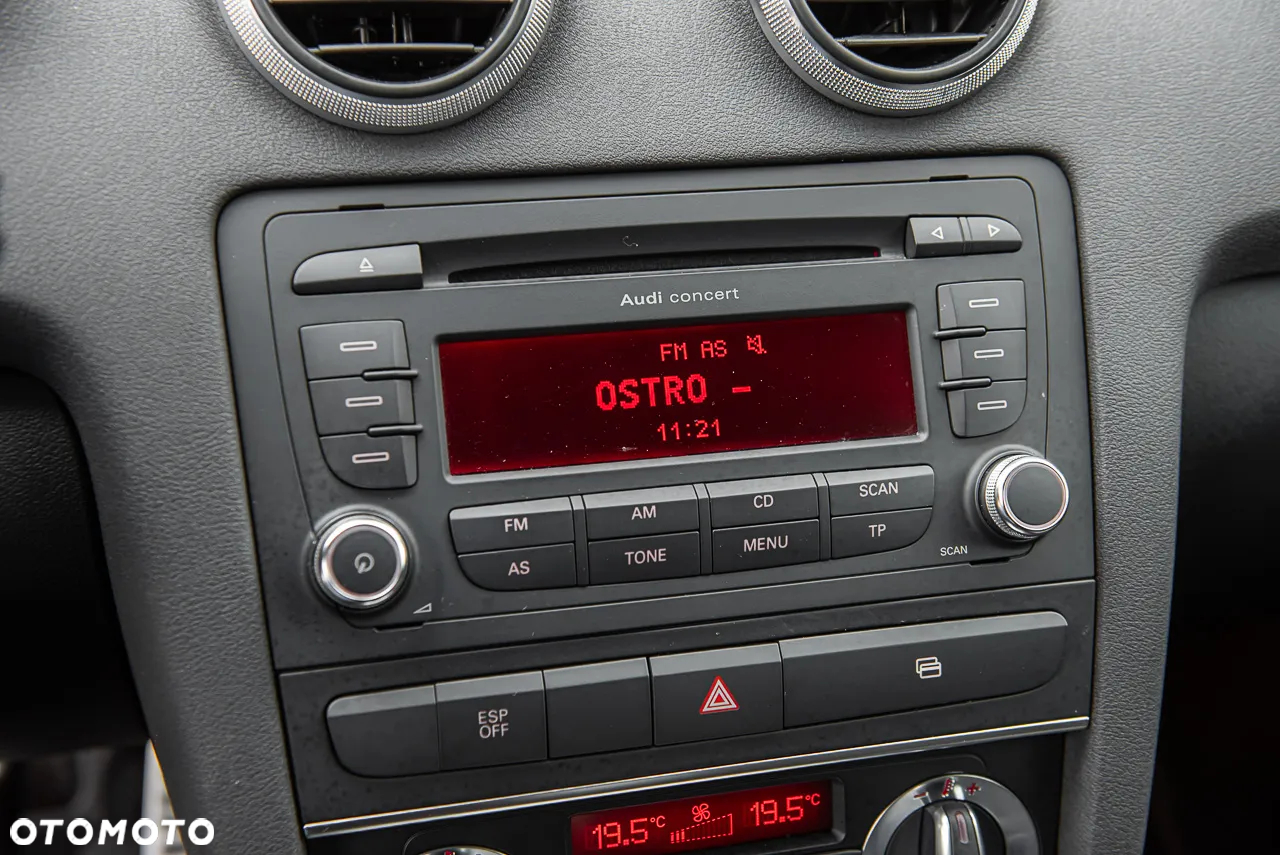 Audi concert
FM AS
OSTRO -
11:21
FM
AM
CD
SCAN
AS
TONE
MENU
TP
SCAN
ESP
OFF
19.5°C
19.5°C
OTOMOTO